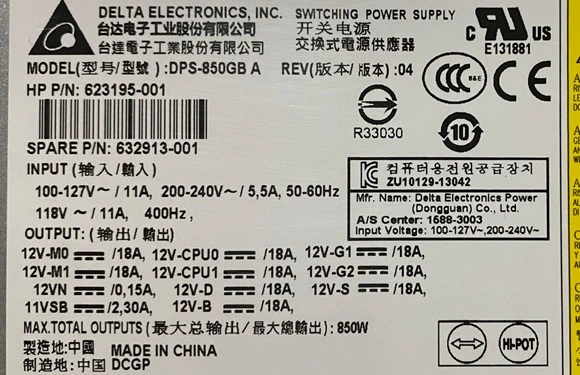 DELTA ELECTRONICS, INC. SWITCHING POWER SUPPLY
台达电子工业股份有限公司 开关电源
台達電子工業股份有限公司 交換式電源供應器
c UL US
E131881
MODEL(型号/型號):DPS-850GB A REV(版本/版本):04
CCC S&E CE
HP P/N: 623195-001
R33030
10
SPARE P/N: 632913-001
INPUT (输入/輸入)
100-127V～/ 11A, 200-240V～/ 5,5A, 50-60Hz
118V ～/ 11A, 400Hz,
컴퓨터용전원공급장치
ZU10129-13042
Mfr. Name: Delta Electronics Power
(Dongguan) Co., Ltd.
A/S Center: 1588-3003
Input Voltage: 100-127V~,200-240V~
OUTPUT: (输出/輸出)
12V-M0 /18A, 12V-CPU0 /18A, 12V-G1 /18A,
12V-M1 /18A, 12V-CPU1 /18A, 12V-G2 /18A,
12VN /0,15A, 12V-D /18A, 12V-S /18A,
11VSB /2,30A, 12V-B /18A,
MAX.TOTAL OUTPUTS (最大总输出/最大總輸出): 850W
製造地:中國 MADE IN CHINA
制造地: 中国 DCGP
HI-POT